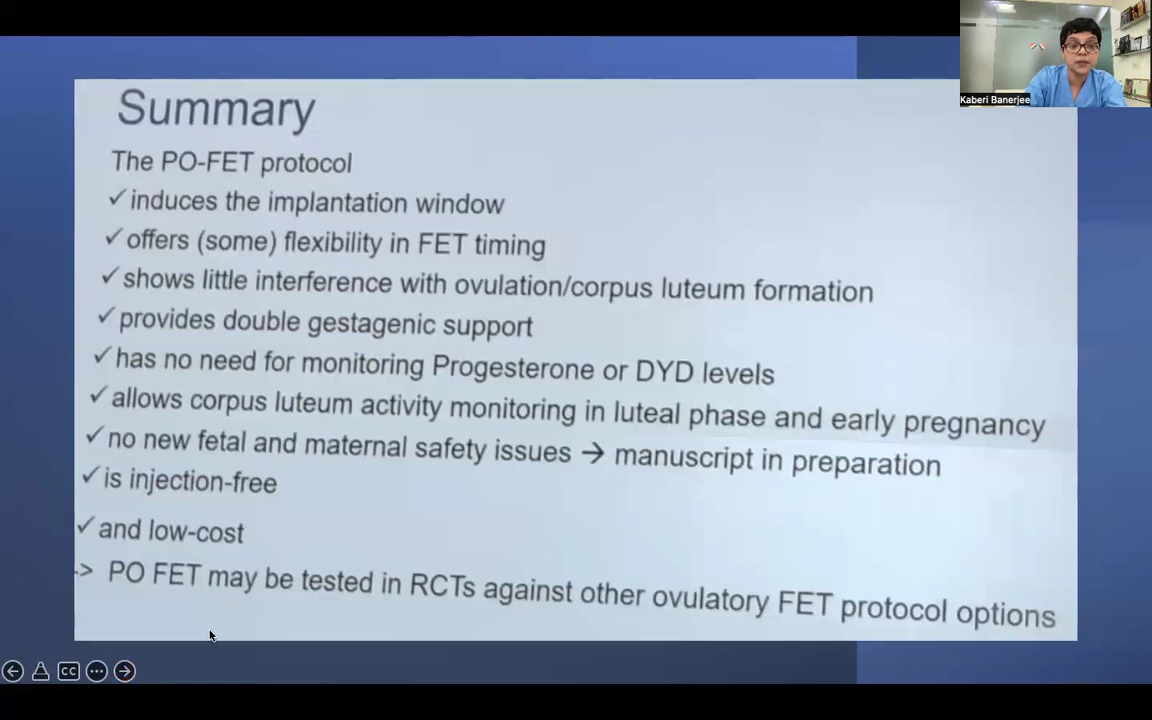 Kaberi Banerjee
Summary
The PO-FET protocol
✓induces the implantation window
✓offers (some) flexibility in FET timing
✓shows little interference with ovulation/corpus luteum formation
✓provides double gestagenic support
✓has no need for monitoring Progesterone or DYD levels
✓allows corpus luteum activity monitoring in luteal phase and early pregnancy
✓no new fetal and maternal safety issues → manuscript in preparation
✓is injection-free
✓and low-cost
-> PO FET may be tested in RCTs against other ovulatory FET protocol options
CC